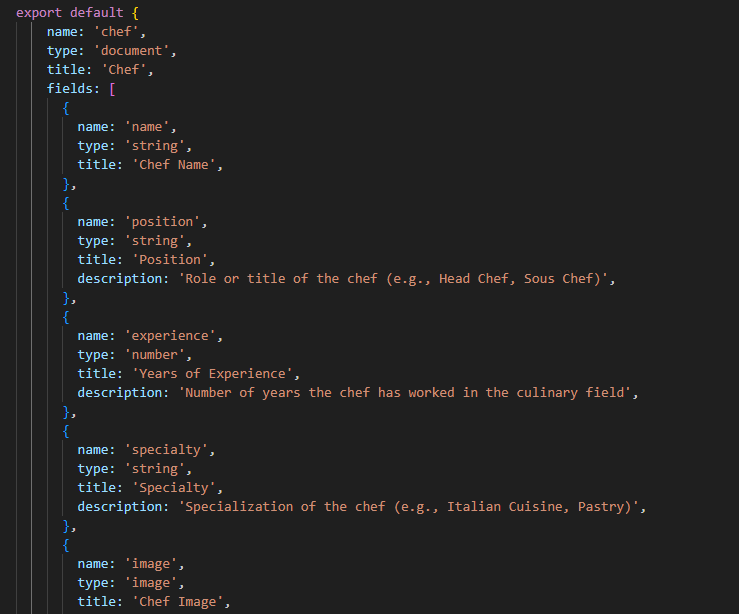 export default {
name: 'chef',
type: 'document',
title: 'Chef',
fields: [
{
name: 'name',
type: 'string',
title: 'Chef Name',
},
{
name: 'position',
type: 'string',
title: 'Position',
description: 'Role or title of the chef (e.g., Head Chef, Sous Chef)',
},
{
name: 'experience',
type: 'number',
title: 'Years of Experience',
description: 'Number of years the chef has worked in the culinary field',
},
{
name: 'specialty',
type: 'string',
title: 'Specialty',
description: 'Specialization of the chef (e.g., Italian Cuisine, Pastry)',
},
{
name: 'image',
type: 'image',
title: 'Chef Image',